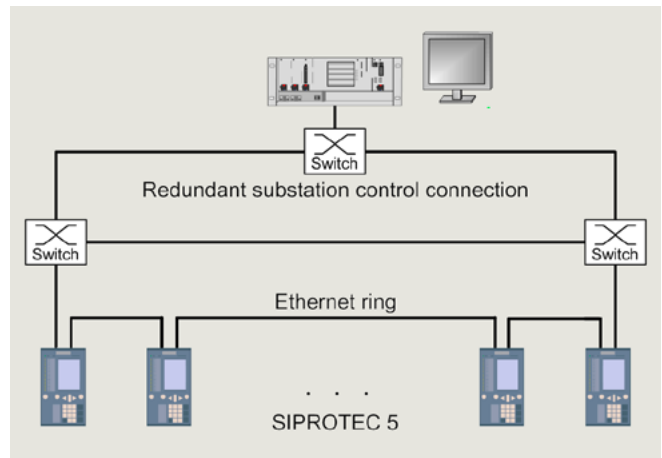 Switch
Redundant substation control connection
Switch
Switch
Ethernet ring
. . .
SIPROTEC 5